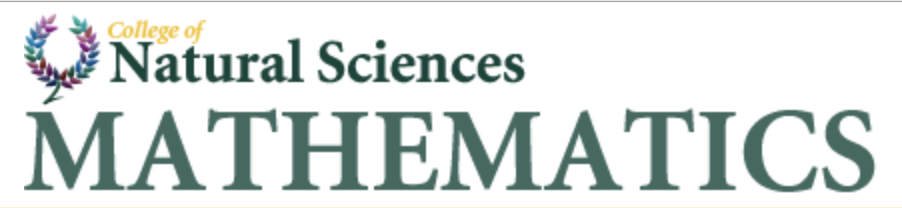 College of
Natural Sciences
MATHEMATICS